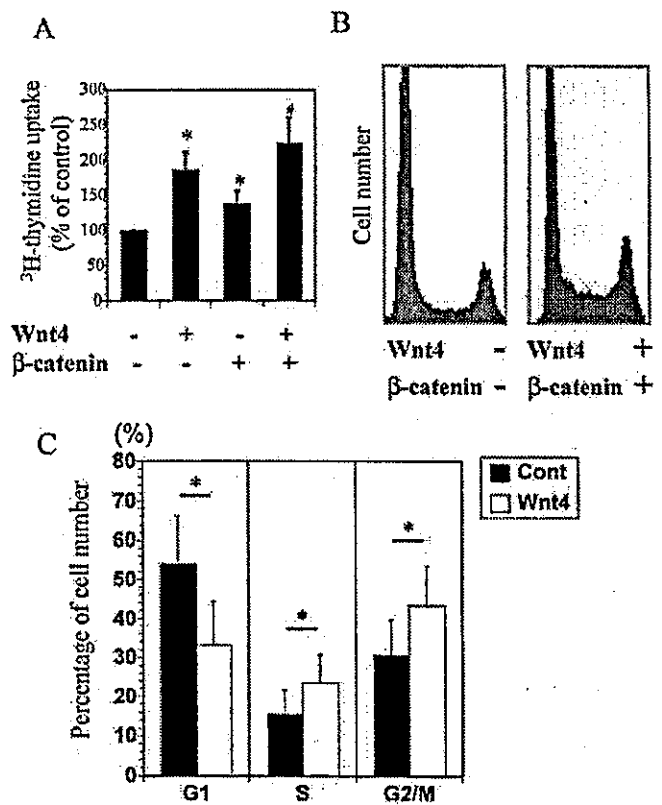 A
B
³H-thymidine uptake
(% of control)
300
250
200
150
100
50
0
*
*
*
Wnt4 - + - +
β-catenin - - + +
Cell number
Wnt4 - Wnt4 +
β-catenin - β-catenin +
C
(%)
Percentage of cell number
80
70
60
50
40
30
20
10
0
*
*
*
G1 S G2/M
Cont
Wnt4